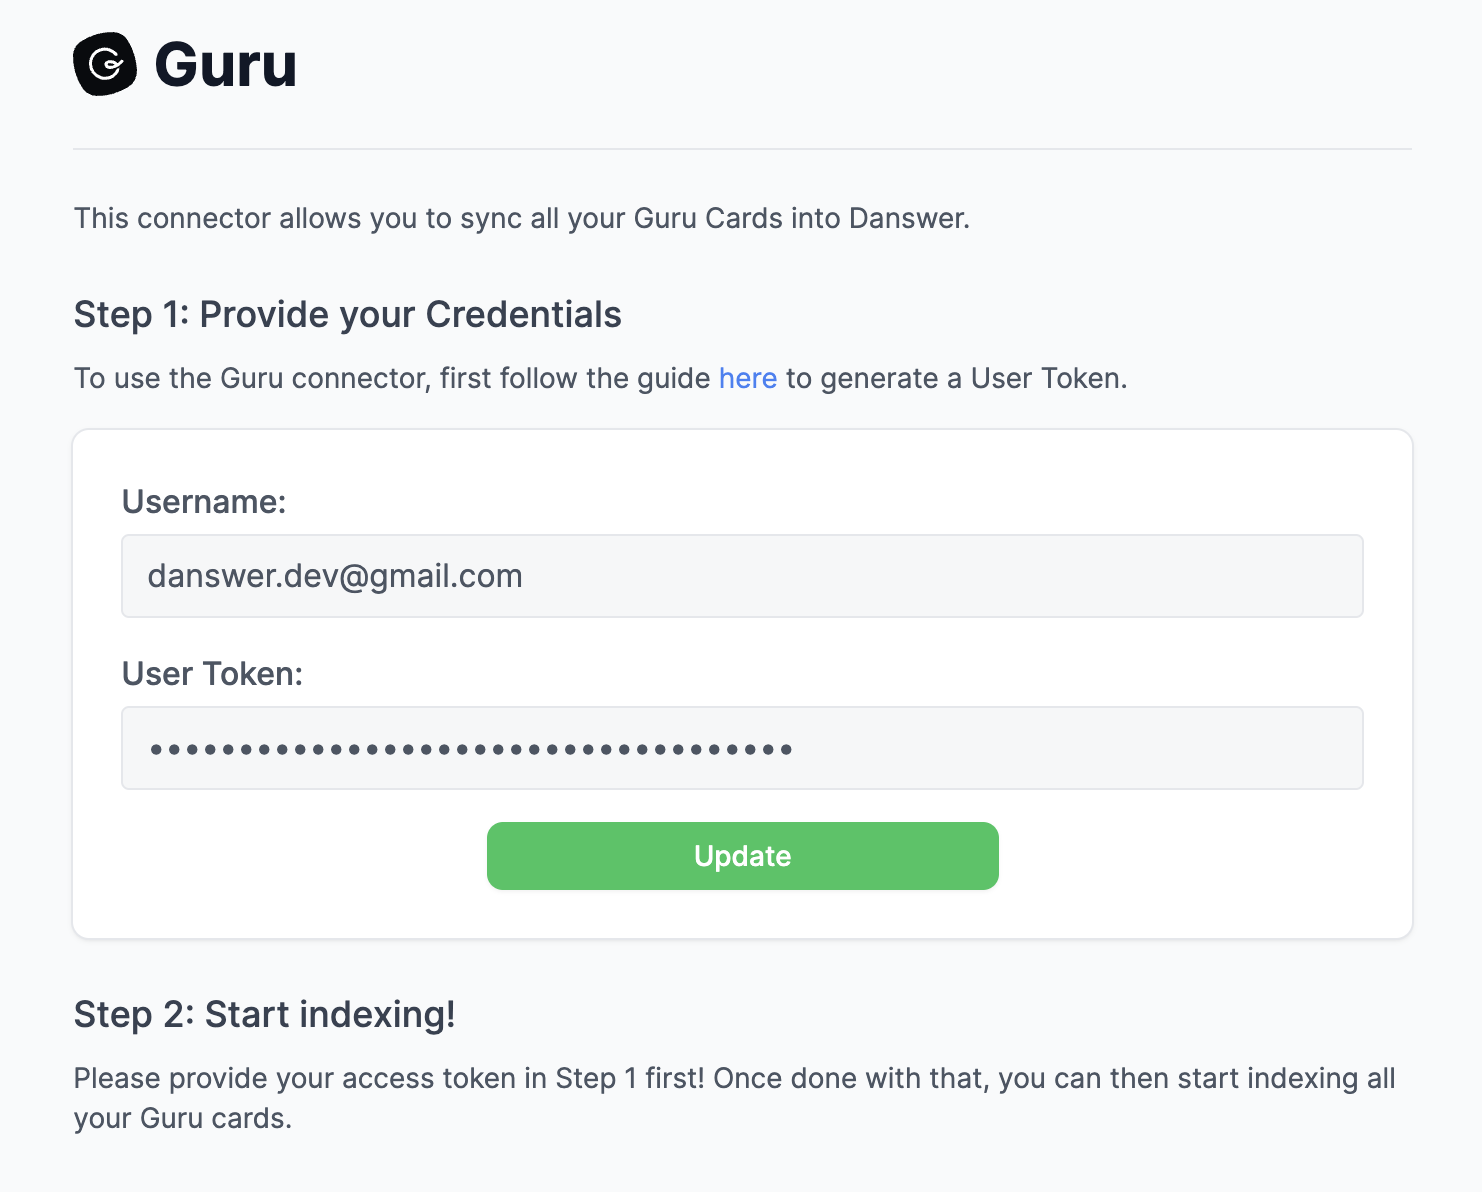 Guru
This connector allows you to sync all your Guru Cards into Danswer.
Step 1: Provide your Credentials
To use the Guru connector, first follow the guide here to generate a User Token.
Username:
danswer.dev@gmail.com
User Token:
••••••••••••••••••••••••••••••••••••
Update
Step 2: Start indexing!
Please provide your access token in Step 1 first! Once done with that, you can then start indexing all
your Guru cards.